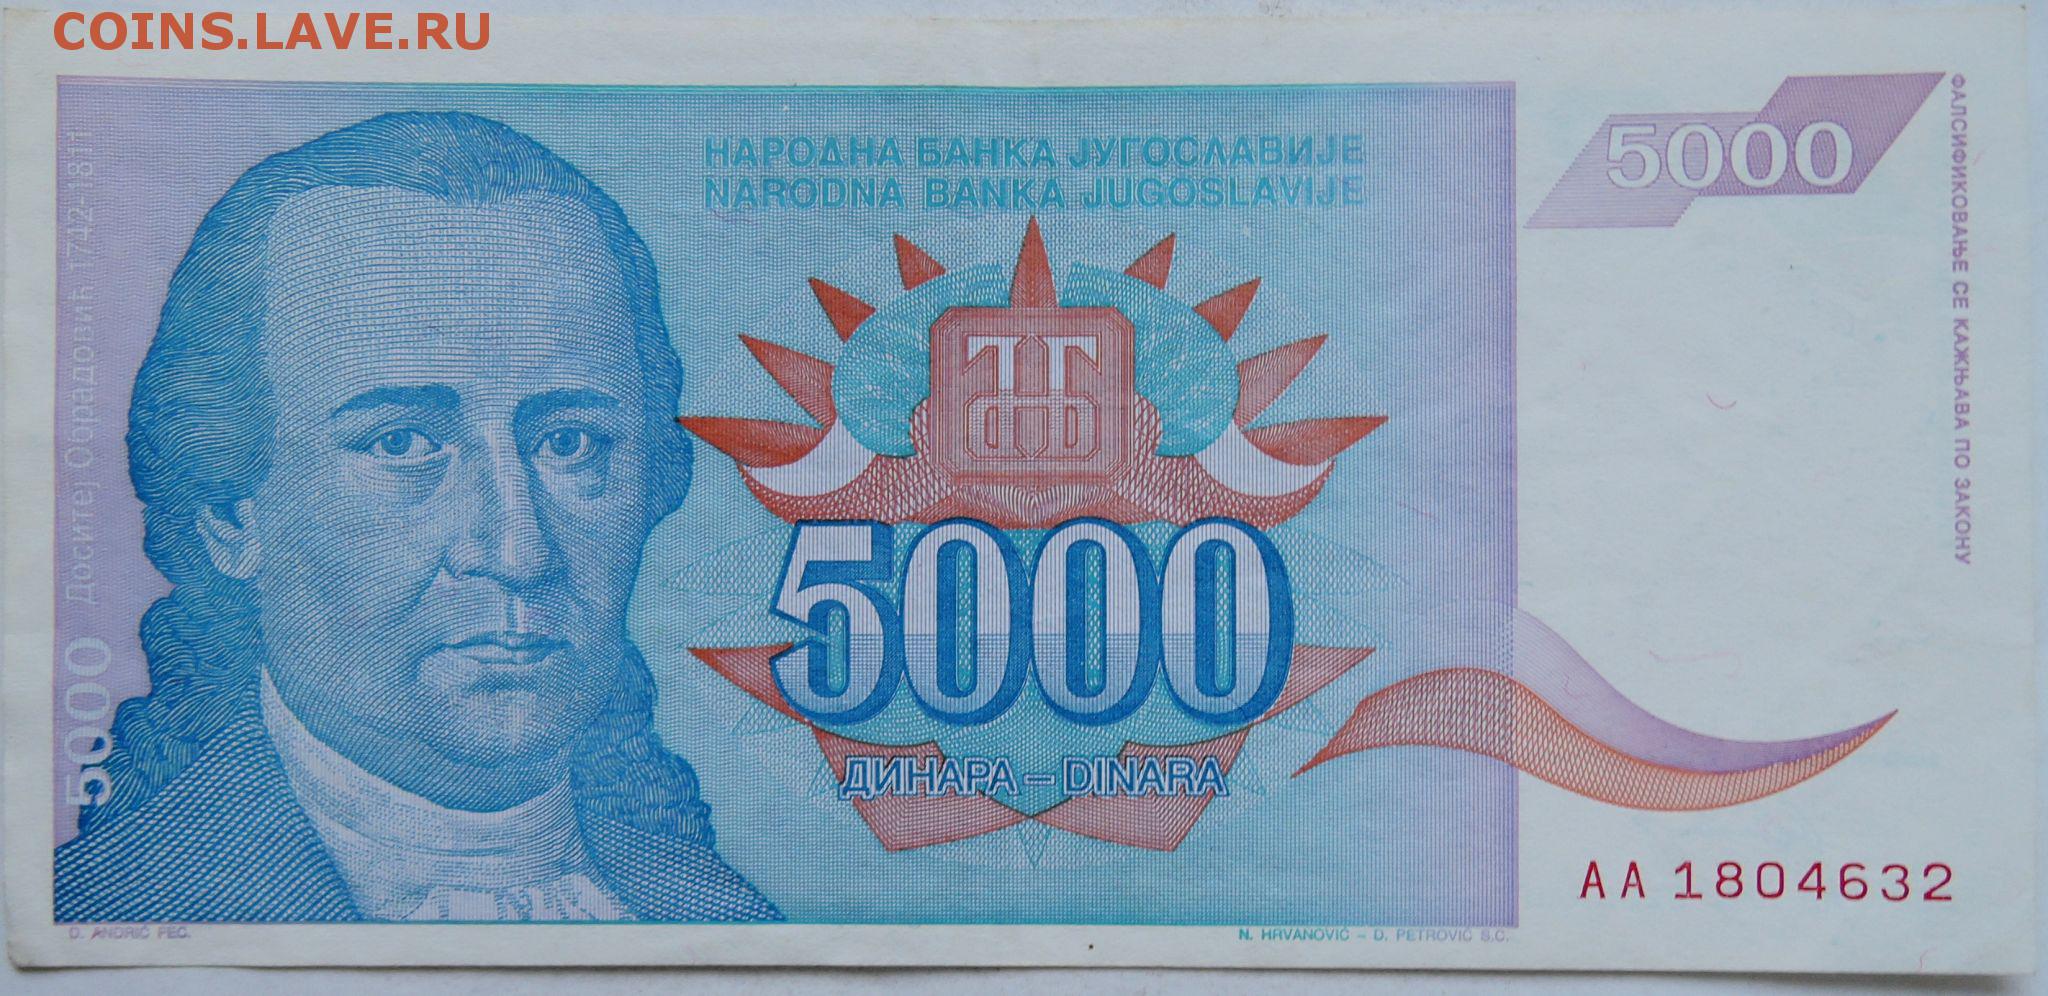 COINS.LAVE.RU
НАРОДНА БАНКА ЈУГОСЛАВИЈЕ
NARODNA BANKA JUGOSLAVIJE
5000
ФАЛСИФИКОВАЊЕ СЕ КАЖЊАВА ПО ЗАКОНУ
5000 Доситеј Обрадовић 1742-1811
5000
ДИНАРА – DINARA
AA 1804632
D. ANDRIĆ FEC.
N. HRVANOVIĆ – D. PETROVIĆ S.C.